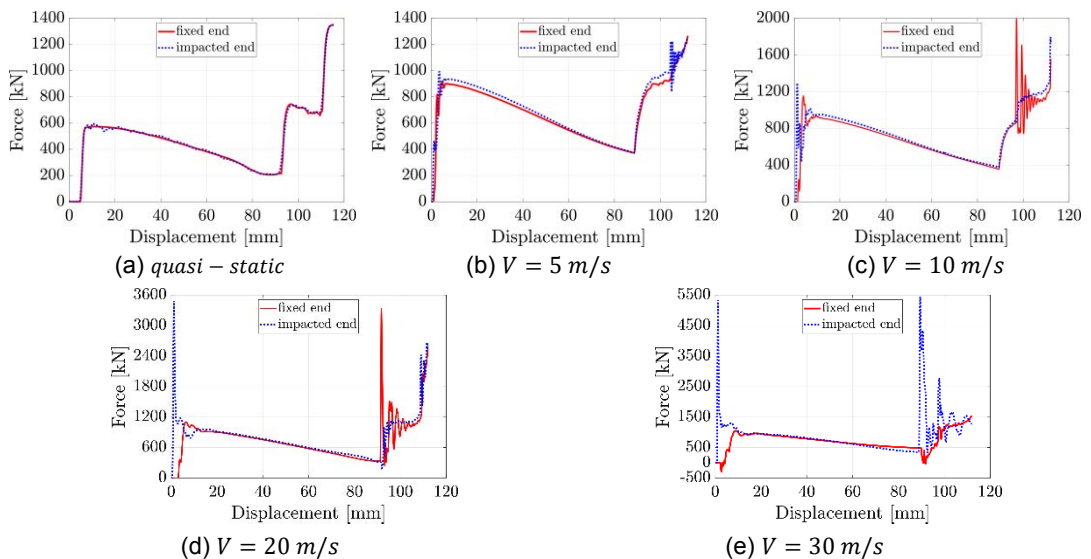 1400
1200
1000
800
600
400
200
0
Force [kN]
0 20 40 60 80 100 120
Displacement [mm]
fixed end
impacted end
(a) quasi – static
1400
1200
1000
800
600
400
200
0
Force [kN]
0 20 40 60 80 100 120
Displacement [mm]
fixed end
impacted end
(b) V = 5 m/s
2000
1600
1200
800
400
0
Force [kN]
0 20 40 60 80 100 120
Displacement [mm]
fixed end
impacted end
(c) V = 10 m/s
3600
3000
2400
1800
1200
600
0
Force [kN]
0 20 40 60 80 100 120
Displacement [mm]
fixed end
impacted end
(d) V = 20 m/s
5500
4500
3500
2500
1500
500
-500
Force [kN]
0 20 40 60 80 100 120
Displacement [mm]
fixed end
impacted end
(e) V = 30 m/s